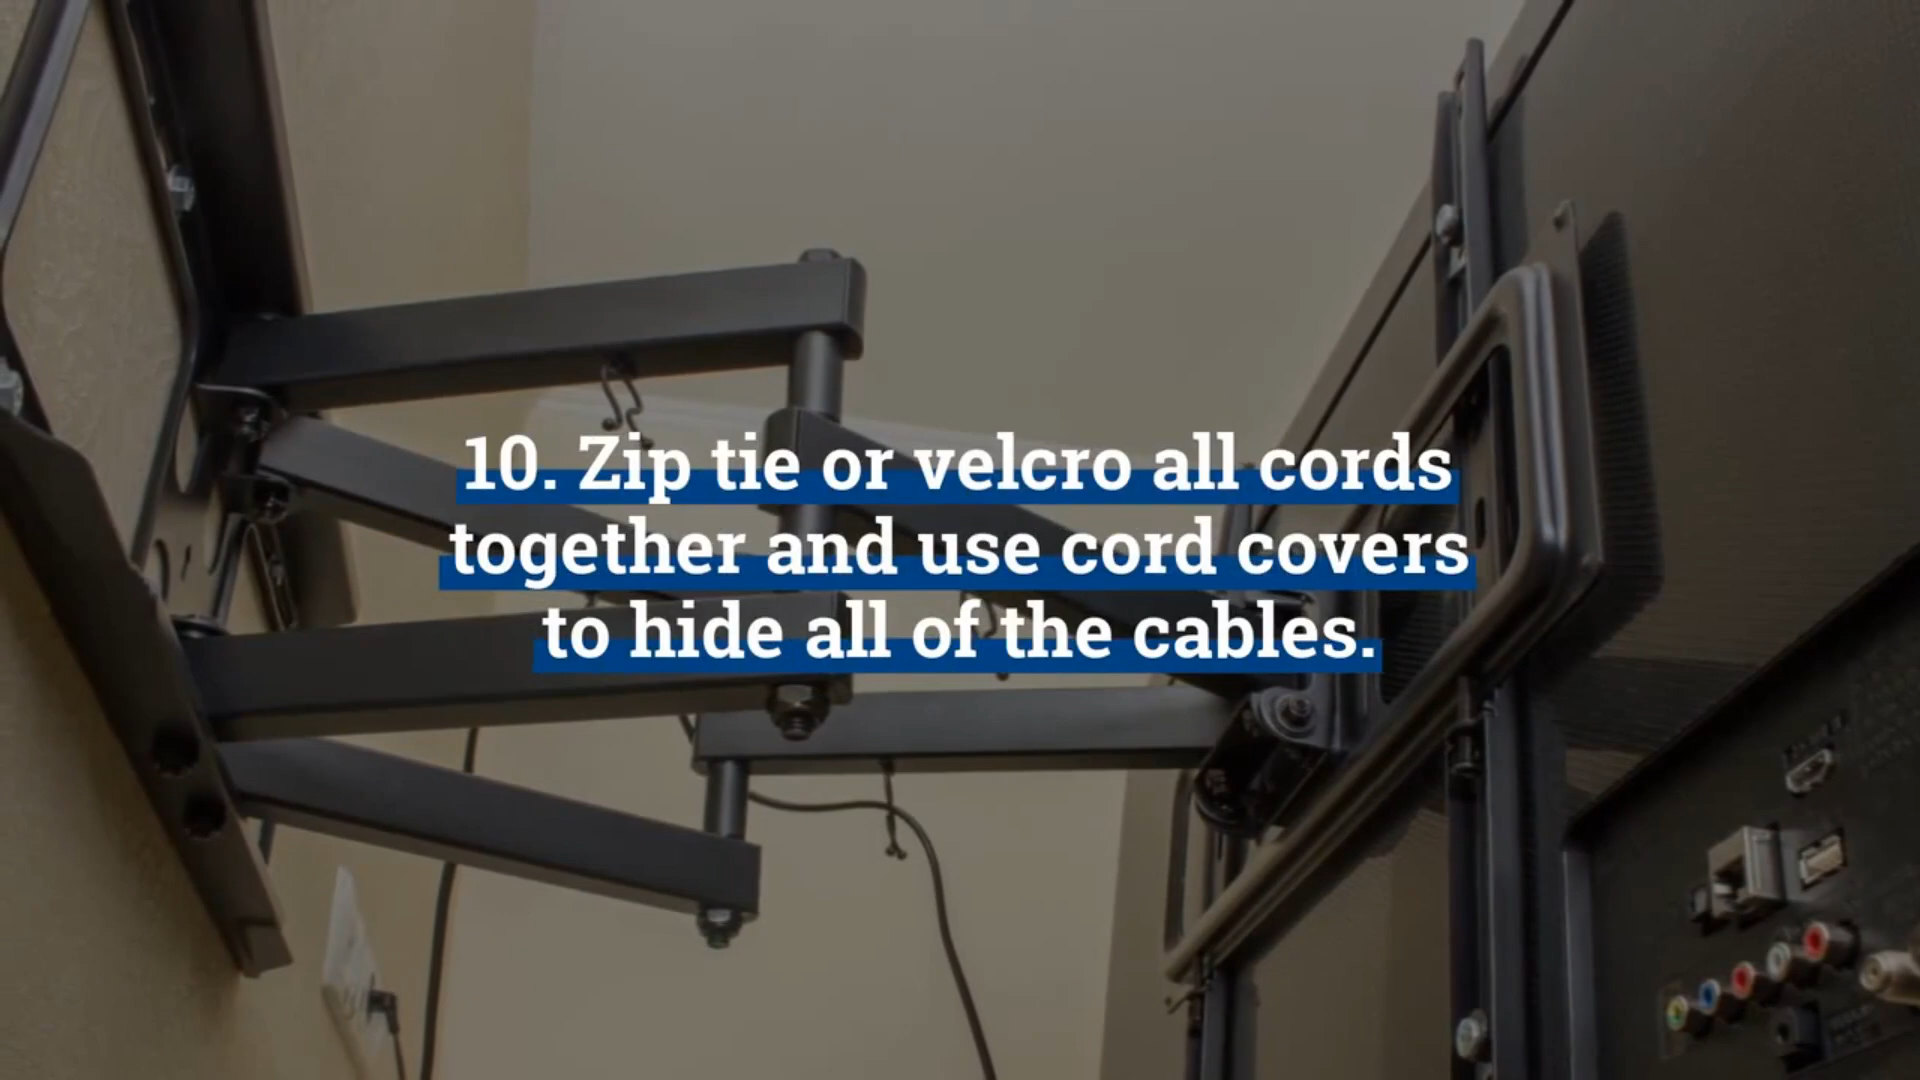 10. Zip tie or velcro all cords
together and use cord covers
to hide all of the cables.